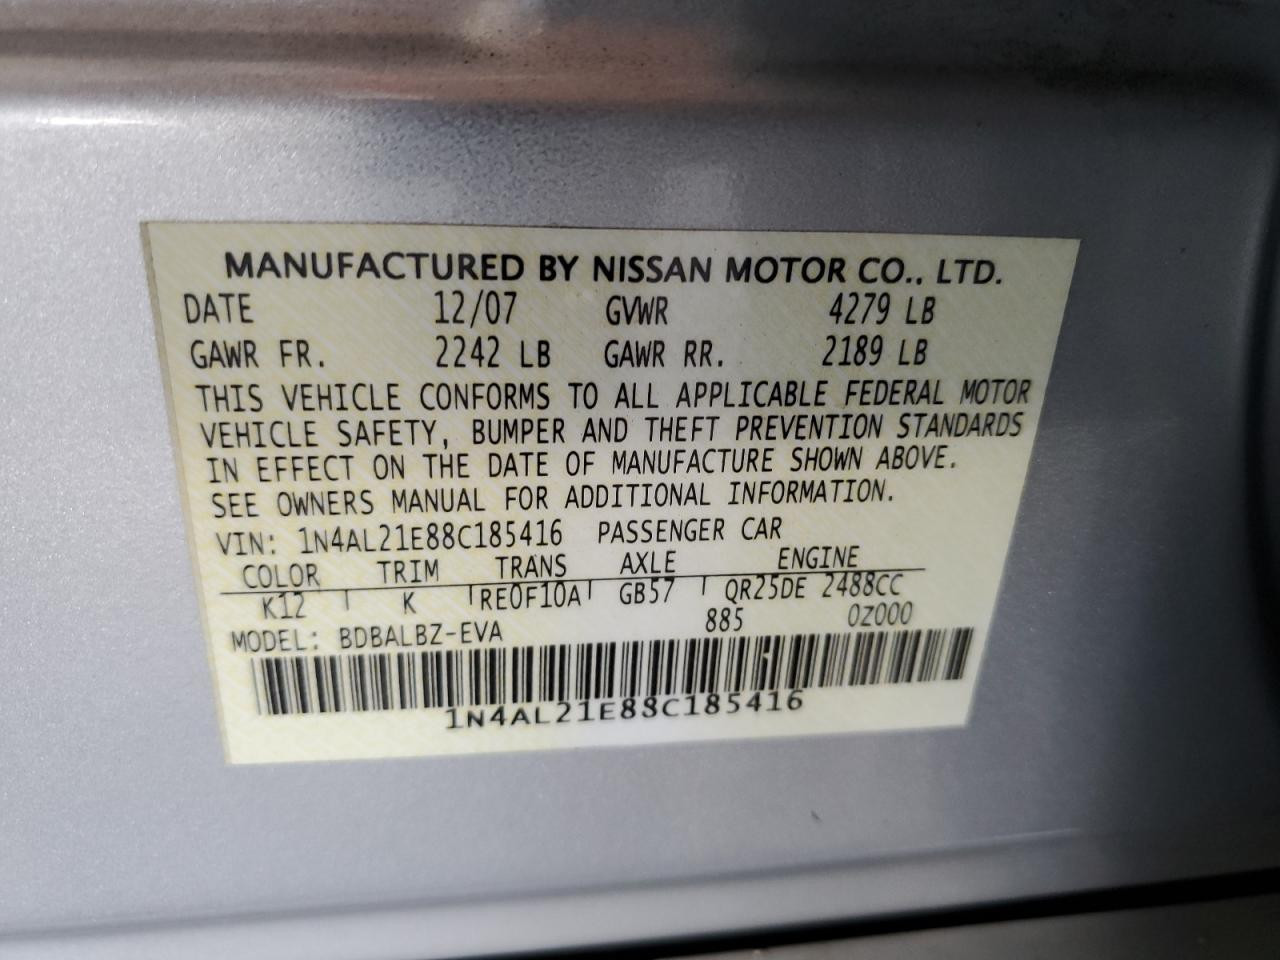 MANUFACTURED BY NISSAN MOTOR CO., LTD.
DATE 12/07 GVWR 4279 LB
GAWR FR. 2242 LB GAWR RR. 2189 LB
THIS VEHICLE CONFORMS TO ALL APPLICABLE FEDERAL MOTOR
VEHICLE SAFETY, BUMPER AND THEFT PREVENTION STANDARDS
IN EFFECT ON THE DATE OF MANUFACTURE SHOWN ABOVE.
SEE OWNERS MANUAL FOR ADDITIONAL INFORMATION.
VIN: 1N4AL21E88C185416 PASSENGER CAR
COLOR TRIM TRANS AXLE ENGINE
K12 K RE0F10A GB57 QR25DE 2488CC
MODEL: BDBALBZ-EVA 885 0Z000
1N4AL21E88C185416